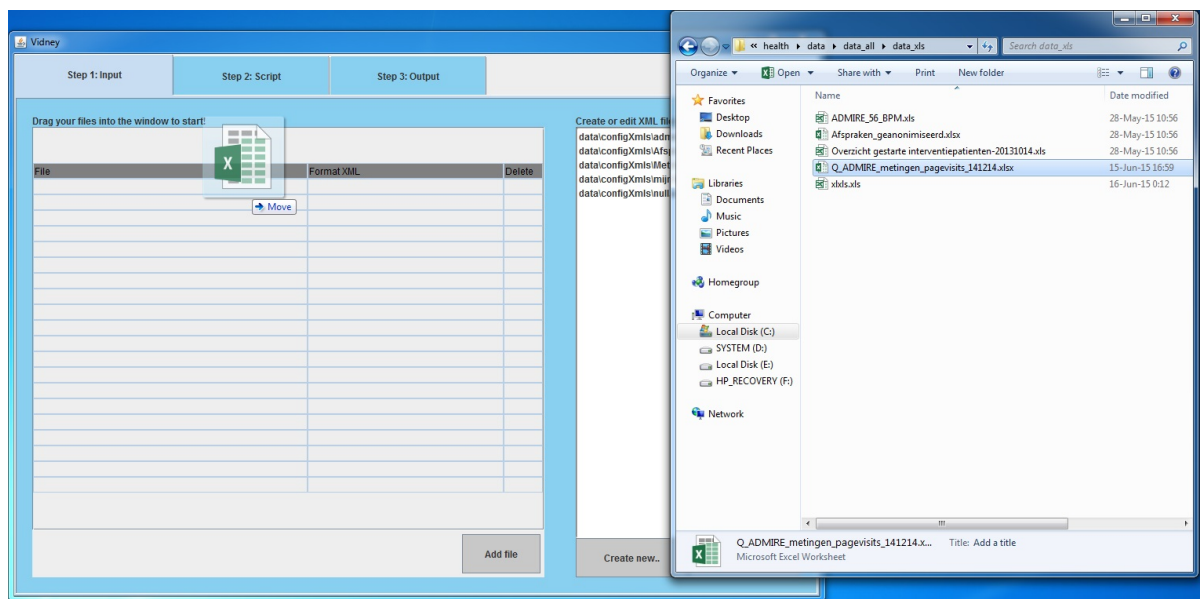 Vidney
Step 1: Input
Step 2: Script
Step 3: Output
Drag your files into the window to start!
File
Format XML
Delete
Move
Add file
Create or edit XML file
data\configXmls\adm
data\configXmls\Afsp
data\configXmls\Met
data\configXmls\mijn
data\configXmls\null
Create new..
« health ▸ data ▸ data_all ▸ data_xls
Search data_xls
Organize
Open
Share with
Print
New folder
Favorites
Desktop
Downloads
Recent Places
Libraries
Documents
Music
Pictures
Videos
Homegroup
Computer
Local Disk (C:)
SYSTEM (D:)
Local Disk (E:)
HP_RECOVERY (F:)
Network
Name Date modified
ADMIRE_56_BPM.xls 28-May-15 10:56
Afspraken_geanonimiseerd.xlsx 28-May-15 10:56
Overzicht gestarte interventiepatienten-20131014.xls 28-May-15 10:56
Q_ADMIRE_metingen_pagevisits_141214.xlsx 15-Jun-15 16:59
xlxls.xls 16-Jun-15 0:12
Q_ADMIRE_metingen_pagevisits_141214.x... Title: Add a title
Microsoft Excel Worksheet